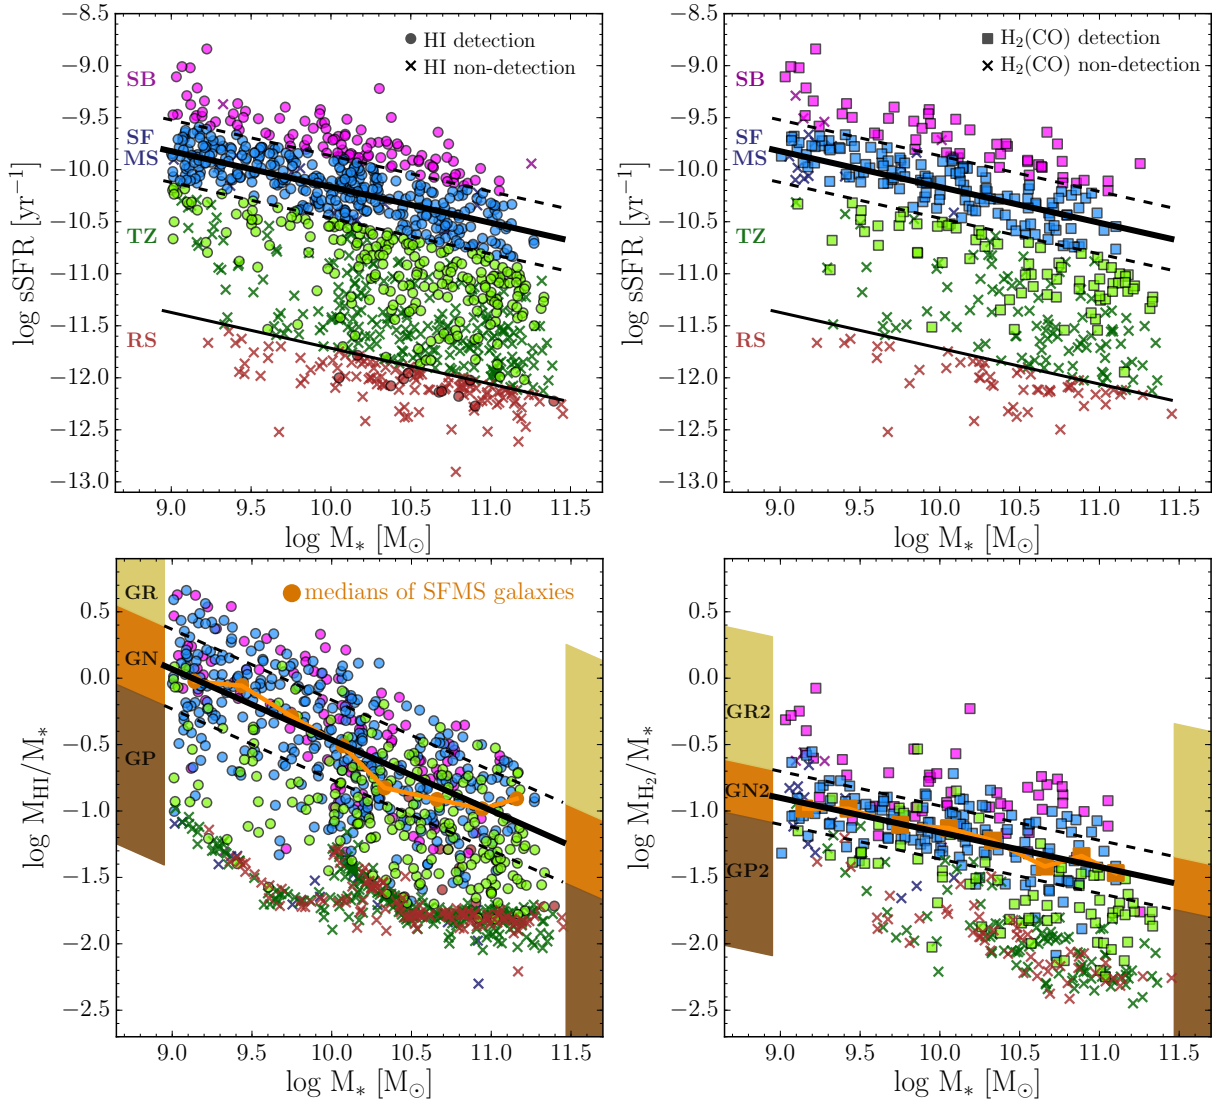 −8.5
−9.0
−9.5
−10.0
−10.5
−11.0
−11.5
−12.0
−12.5
−13.0
log sSFR [yr⁻¹]
HI detection
HI non-detection
SB
SF
MS
TZ
RS
9.0 9.5 10.0 10.5 11.0 11.5
log M∗ [M⊙]
−8.5
−9.0
−9.5
−10.0
−10.5
−11.0
−11.5
−12.0
−12.5
−13.0
log sSFR [yr⁻¹]
H₂(CO) detection
H₂(CO) non-detection
SB
SF
MS
TZ
RS
9.0 9.5 10.0 10.5 11.0 11.5
log M∗ [M⊙]
0.5
0.0
−0.5
−1.0
−1.5
−2.0
−2.5
log M_HI/M∗
medians of SFMS galaxies
GR
GN
GP
9.0 9.5 10.0 10.5 11.0 11.5
log M∗ [M⊙]
0.5
0.0
−0.5
−1.0
−1.5
−2.0
−2.5
log M_H₂/M∗
GR2
GN2
GP2
9.0 9.5 10.0 10.5 11.0 11.5
log M∗ [M⊙]